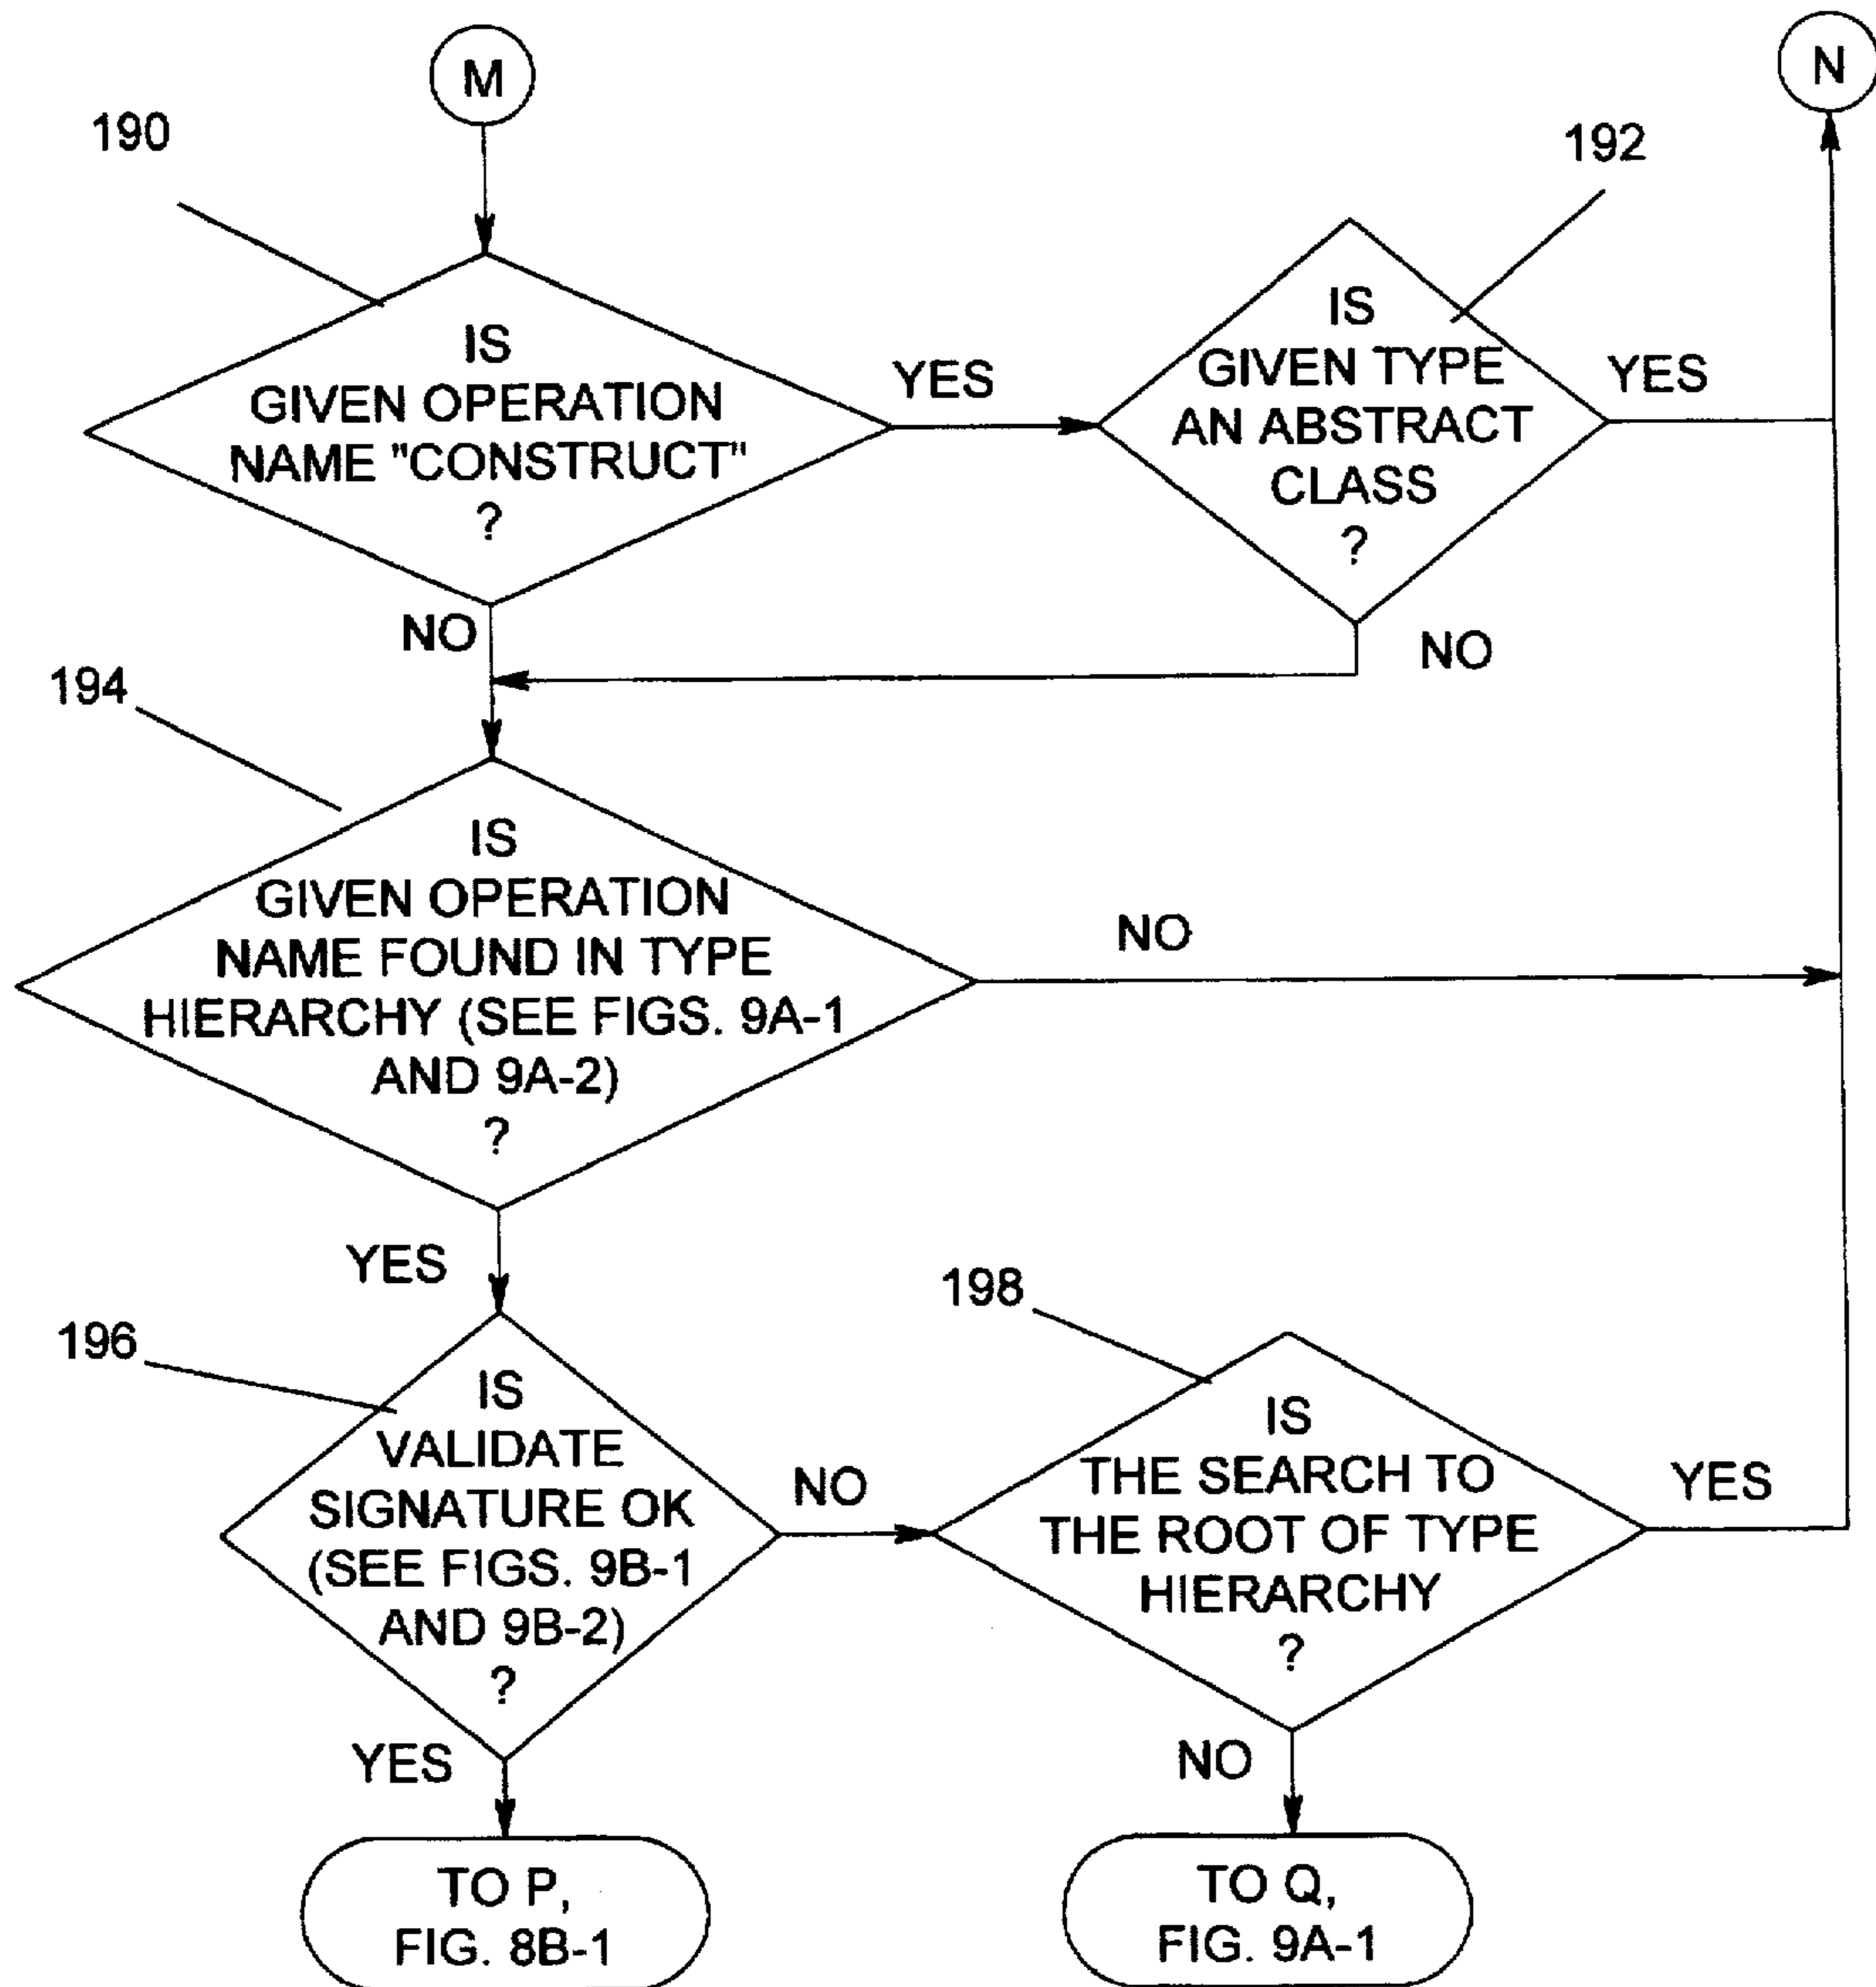 M
N
190
192
IS
GIVEN OPERATION
NAME "CONSTRUCT"
?
YES
IS
GIVEN TYPE
AN ABSTRACT
CLASS
?
YES
NO
NO
194
IS
GIVEN OPERATION
NAME FOUND IN TYPE
HIERARCHY (SEE FIGS. 9A-1
AND 9A-2)
?
NO
YES
196
198
IS
VALIDATE
SIGNATURE OK
(SEE FIGS. 9B-1
AND 9B-2)
?
NO
IS
THE SEARCH TO
THE ROOT OF TYPE
HIERARCHY
?
YES
YES
NO
TO P,
FIG. 8B-1
TO Q,
FIG. 9A-1